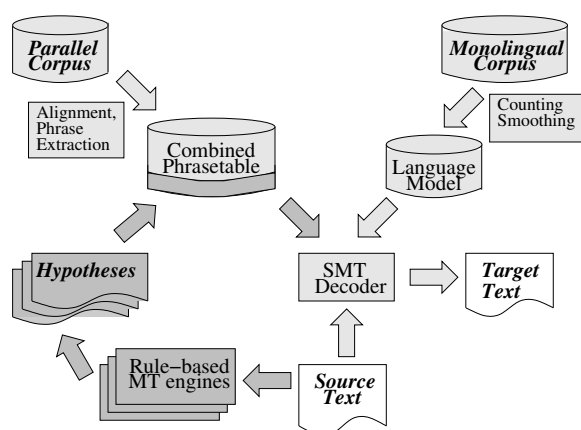 Parallel
Corpus
Monolingual
Corpus
Alignment,
Phrase
Extraction
Counting
Smoothing
Combined
Phrasetable
Language
Model
Hypotheses
SMT
Decoder
Target
Text
Rule−based
MT engines
Source
Text